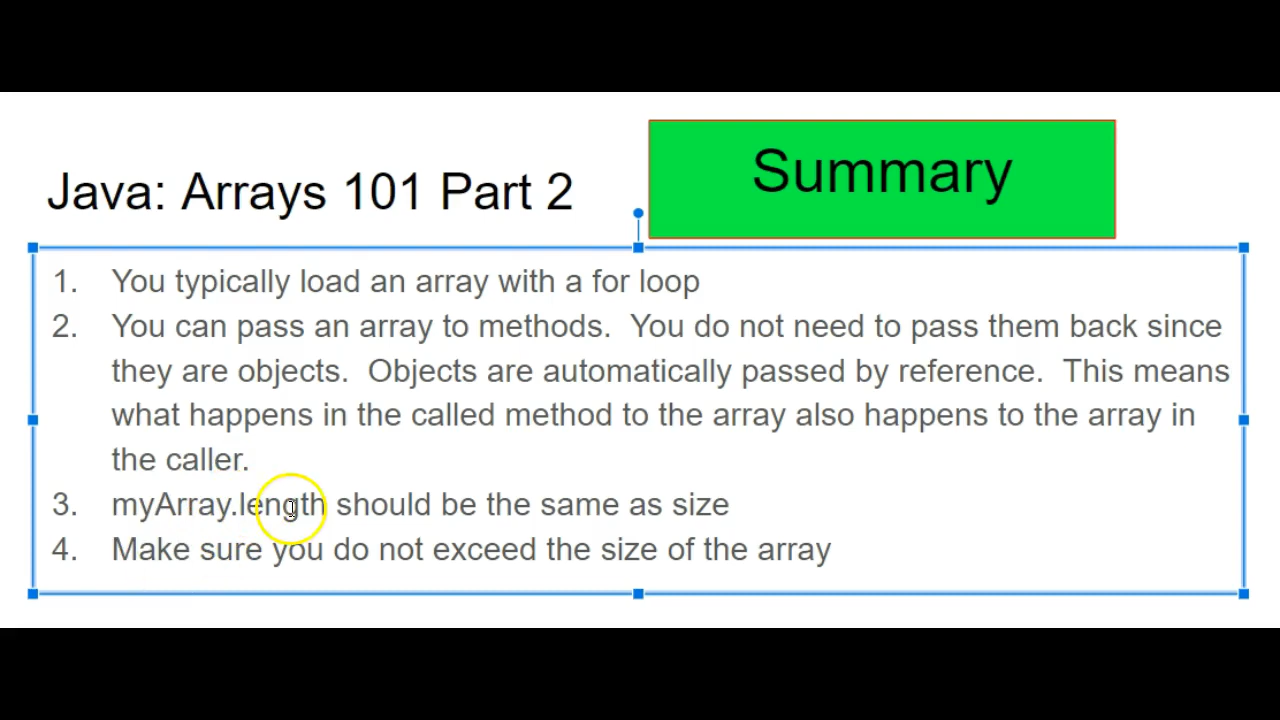 Java: Arrays 101 Part 2
Summary
1. You typically load an array with a for loop
2. You can pass an array to methods.  You do not need to pass them back since
they are objects.  Objects are automatically passed by reference.  This means
what happens in the called method to the array also happens to the array in
the caller.
3. myArray.length should be the same as size
4. Make sure you do not exceed the size of the array